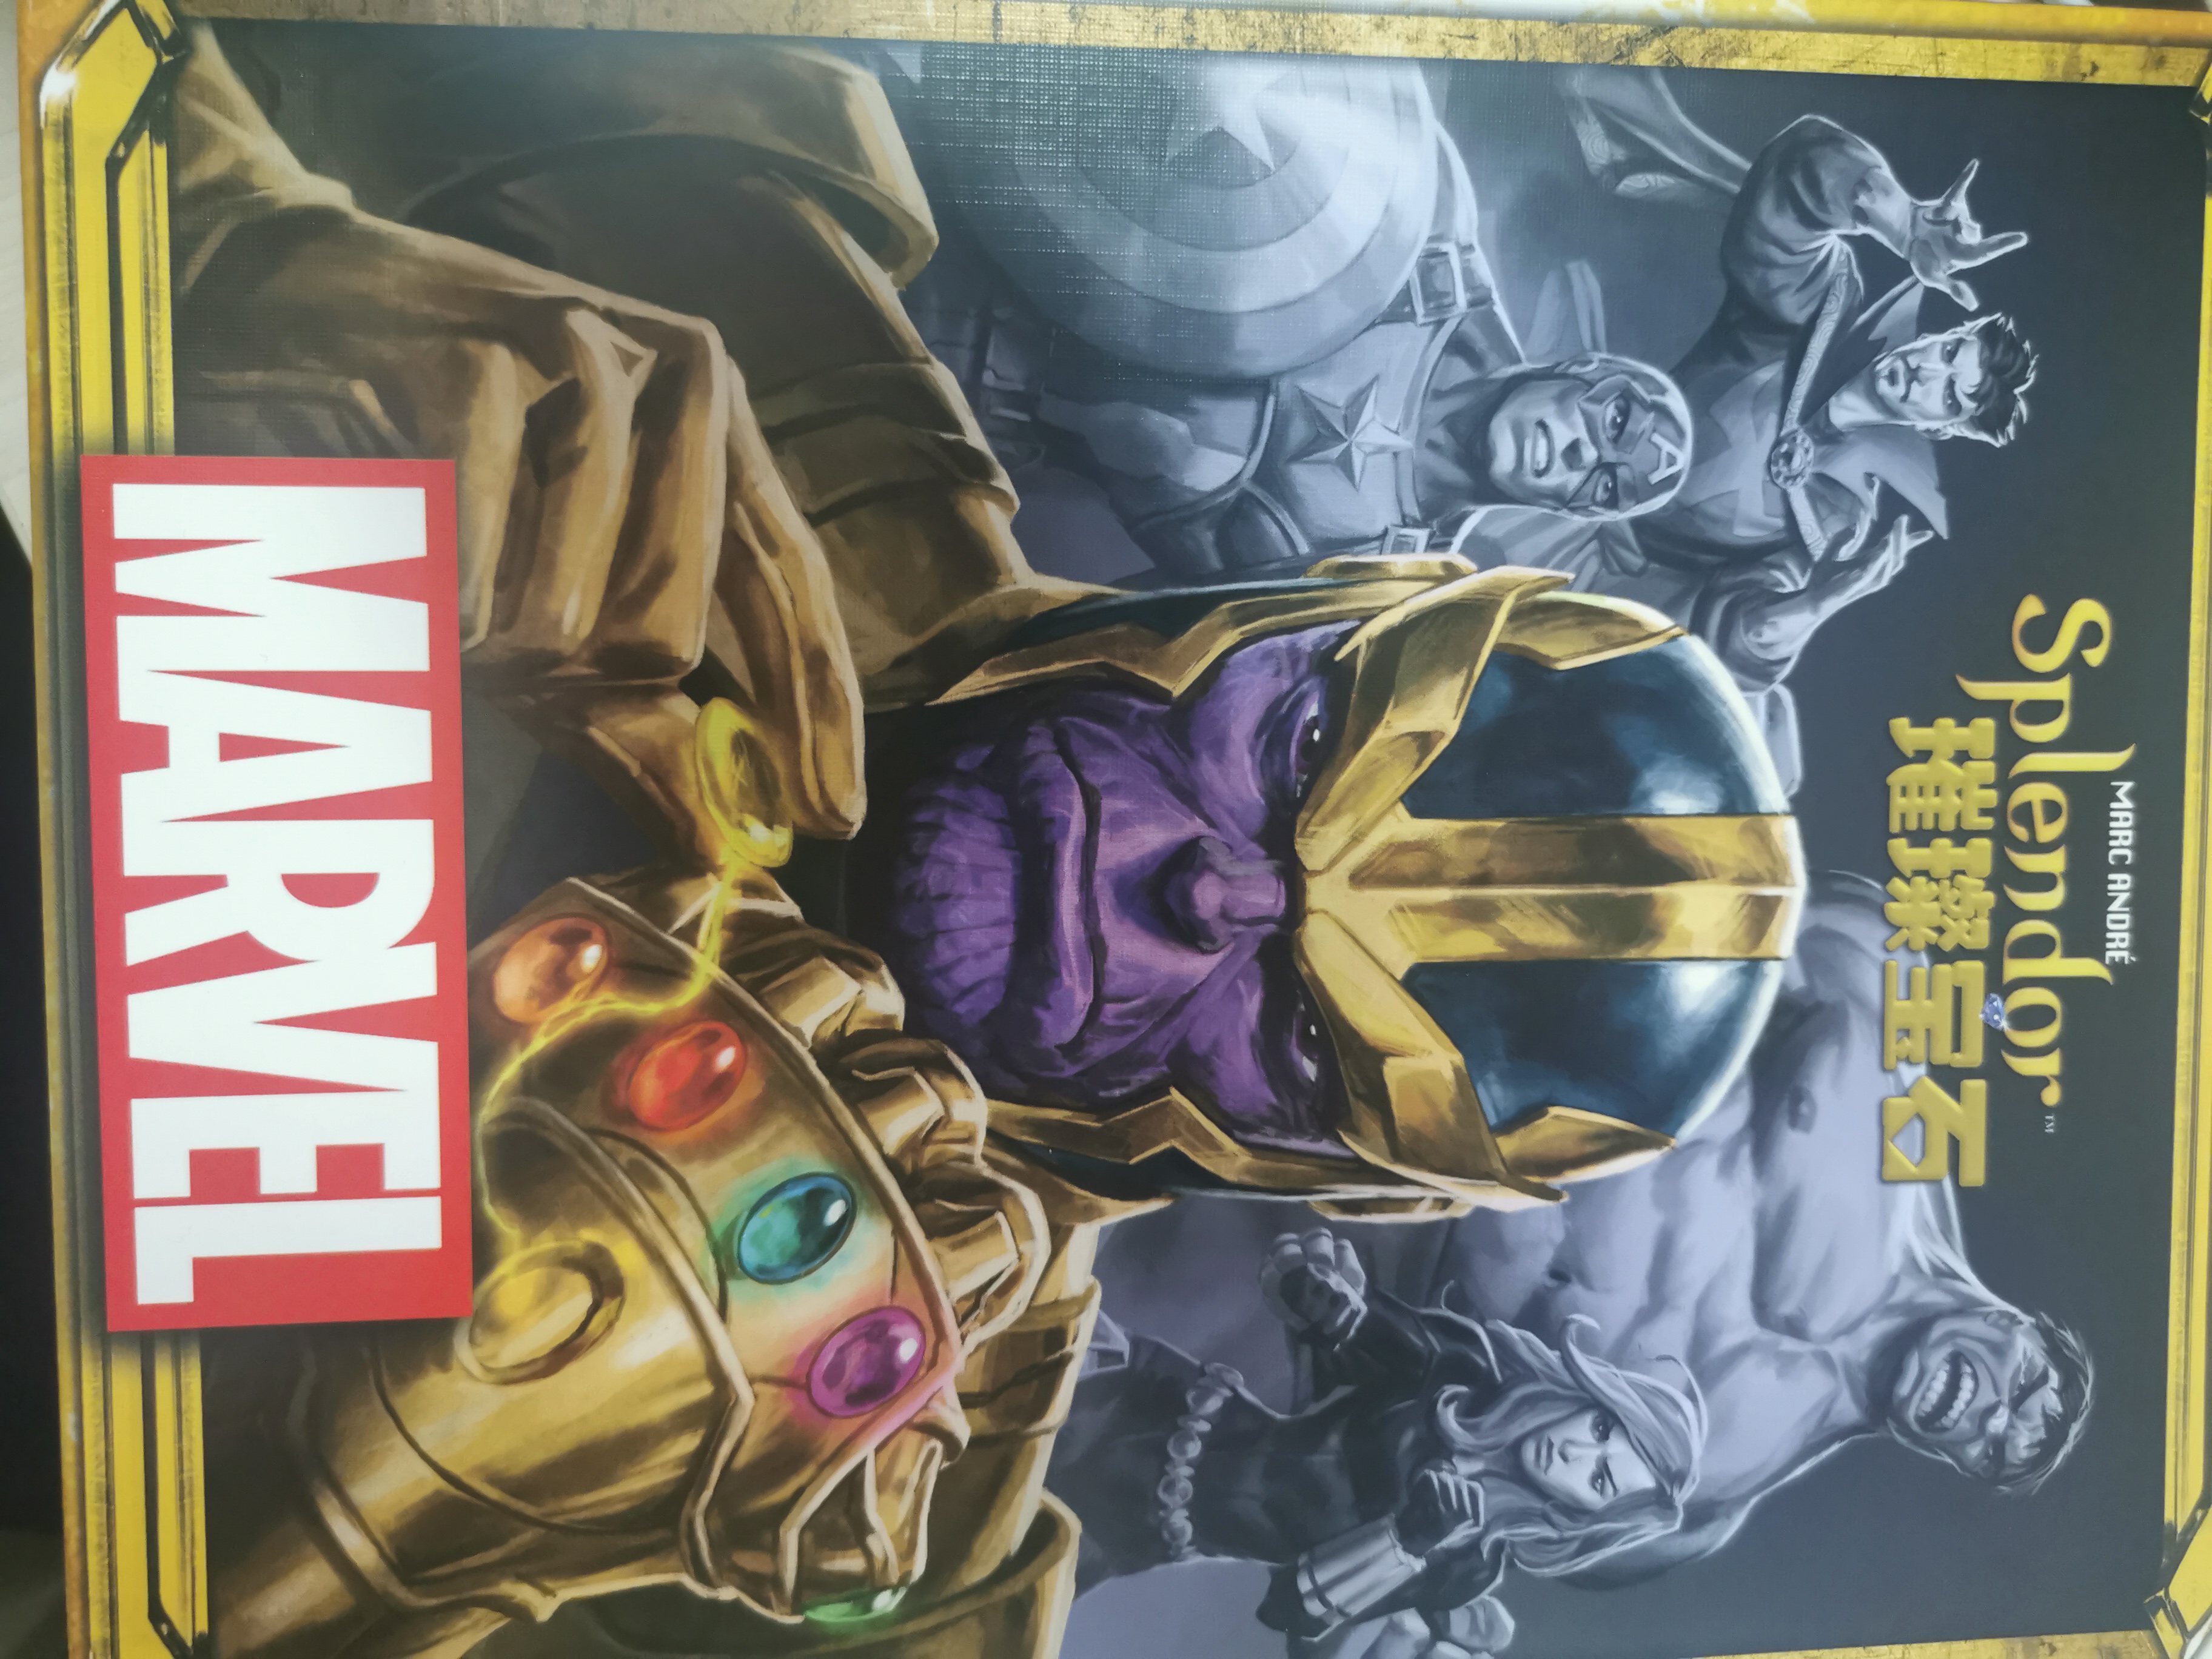 MARC ANDRÉ
Splendor™
璀璨宝石
MARVEL
A